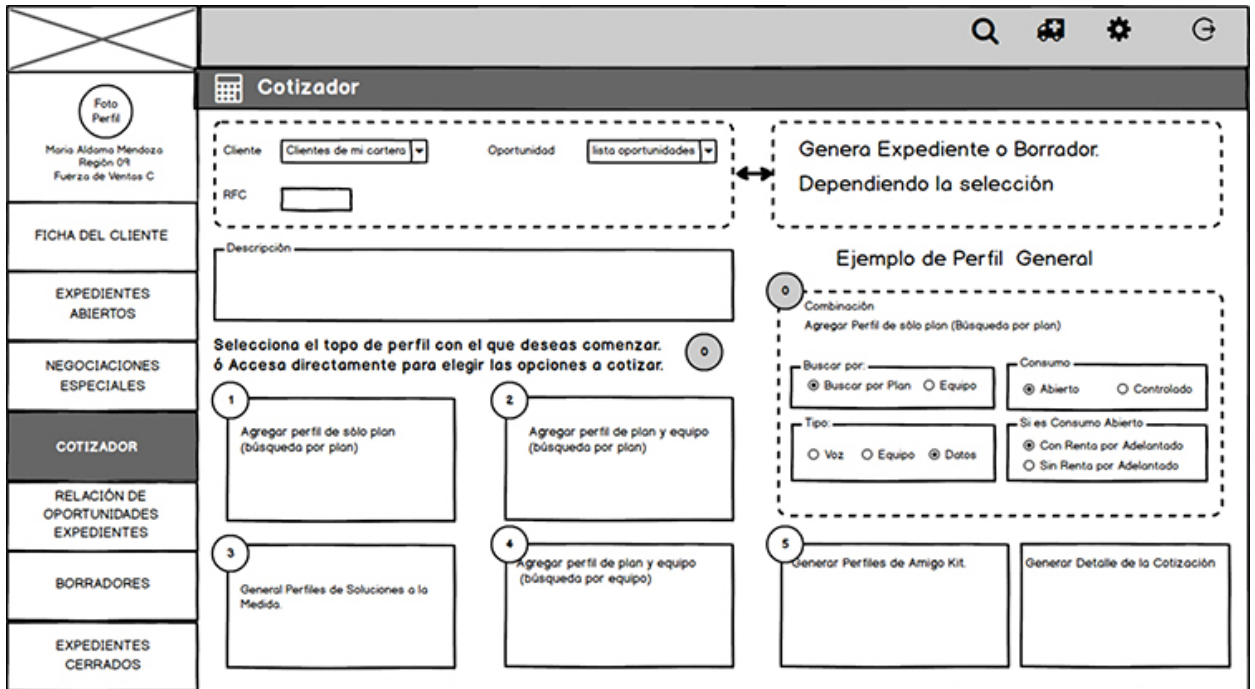 Foto
Perfil
Maria Aldama Mendoza
Región 09
Fuerza de Ventas C
FICHA DEL CLIENTE
EXPEDIENTES
ABIERTOS
NEGOCIACIONES
ESPECIALES
COTIZADOR
RELACIÓN DE
OPORTUNIDADES
EXPEDIENTES
BORRADORES
EXPEDIENTES
CERRADOS
Cotizador
Cliente
Clientes de mi cartera
Oportunidad
lista oportunidades
RFC
Genera Expediente o Borrador.
Dependiendo la selección
Descripción
Selecciona el topo de perfil con el que deseas comenzar.
ó Accesa directamente para elegir las opciones a cotizar.
0
Ejemplo de Perfil General
0
Combinación
Agregar Perfil de sólo plan (Búsqueda por plan)
Buscar por:
Buscar por Plan
Equipo
Consumo
Abierto
Controlado
Tipo:
Voz
Equipo
Datos
Si es Consumo Abierto
Con Renta por Adelantado
Sin Renta por Adelantado
1
Agregar perfil de sólo plan
(búsqueda por plan)
2
Agregar perfil de plan y equipo
(búsqueda por plan)
3
General Perfiles de Soluciones a la
Medida.
4
Agregar perfil de plan y equipo
(búsqueda por equipo)
5
Generar Perfiles de Amigo Kit.
Generar Detalle de la Cotización